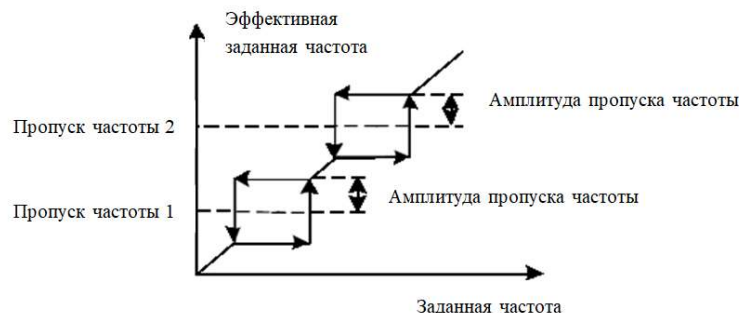 Эффективная
заданная частота
Амплитуда пропуска частоты
Пропуск частоты 2
Амплитуда пропуска частоты
Пропуск частоты 1
Заданная частота